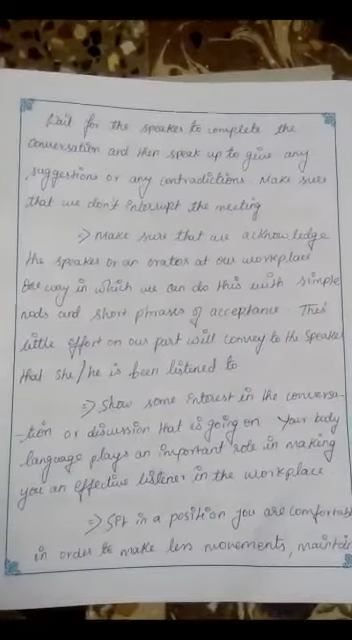 Wait for the speaker to complete the
conversation and then speak up to give any
suggestions or any contradictions. Make sure
that we don't interrupt the meeting
=> Make sure that we acknowledge
the speaker or an orator at our workplace
One way in which we can do this with simple
nods and short phrases of acceptance. This
little effort on our part will convey to the speaker
that she/he is been listened to
=> Show some interest in the conversa-
-tion or discussion that is going on Your body
language plays an important role in making
you an effective listener in the workplace.
=> Sit in a position you are comfortab
in order to make less movements, maintain